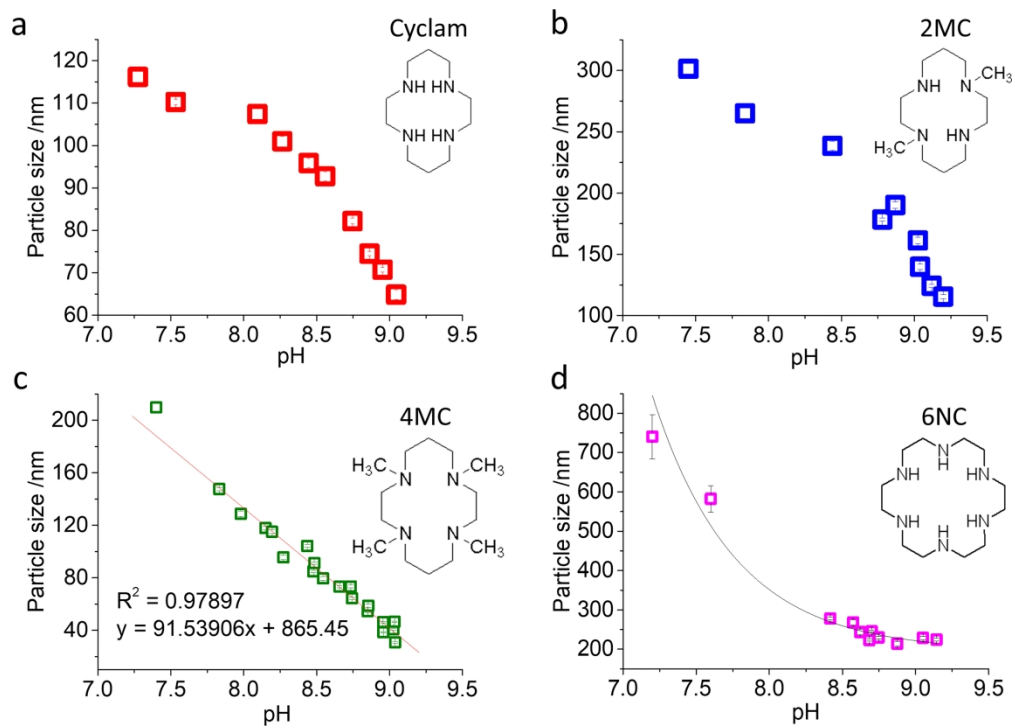 a
Cyclam
Particle size /nm
120
110
100
90
80
70
60
NH HN
NH HN
7.0 7.5 8.0 8.5 9.0 9.5
pH
b
2MC
Particle size /nm
300
250
200
150
100
NH N CH₃
H₃C N HN
7.0 7.5 8.0 8.5 9.0 9.5
pH
c
4MC
Particle size /nm
200
160
120
80
40
H₃C CH₃
N N
N N
H₃C CH₃
R² = 0.97897
y = 91.53906x + 865.45
7.0 7.5 8.0 8.5 9.0 9.5
pH
d
6NC
Particle size /nm
800
700
600
500
400
300
200
N
H
NH HN
NH HN
H
N
7.0 7.5 8.0 8.5 9.0 9.5
pH